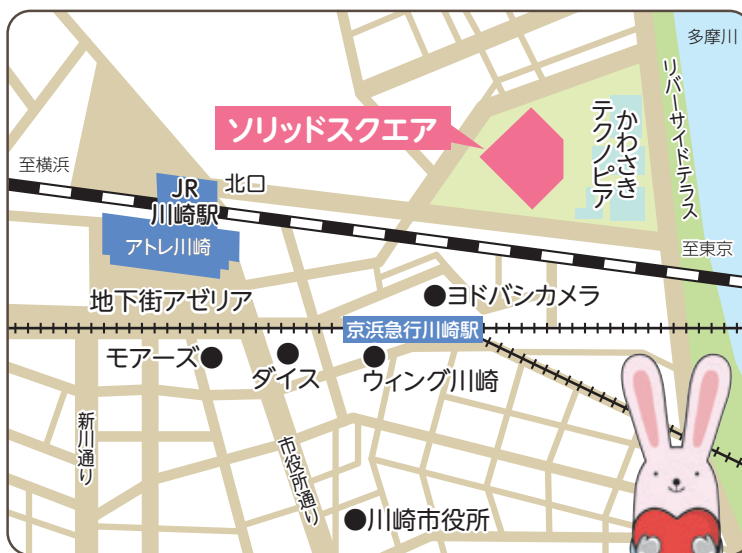 多摩川
リバーサイドテラス
ソリッドスクエア
かわさき
テクノピア
至横浜
JR
川崎駅
北口
アトレ川崎
至東京
地下街アゼリア
ヨドバシカメラ
京浜急行川崎駅
モアーズ
ダイス
ウィング川崎
新川通り
市役所通り
川崎市役所